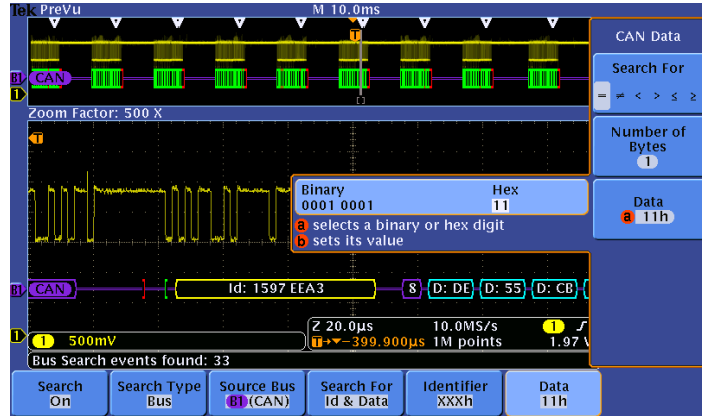 Tek PreVu M 10.0ms
CAN Data
B1 CAN
1
Search For
= ≠ < > ≤ ≥
Zoom Factor: 500 X
Number of
Bytes
1
Binary Hex
0001 0001 11
a selects a binary or hex digit
b sets its value
Data
a 11h
B1 CAN Id: 1597 EEA3 8 D: DE D: 55 D: CB
1 500mV
Z 20.0µs 10.0MS/s 1
T→▼-399.900µs 1M points 1.97 V
Bus Search events found: 33
Search
On
Search Type
Bus
Source Bus
B1 (CAN)
Search For
Id & Data
Identifier
XXXh
Data
11h